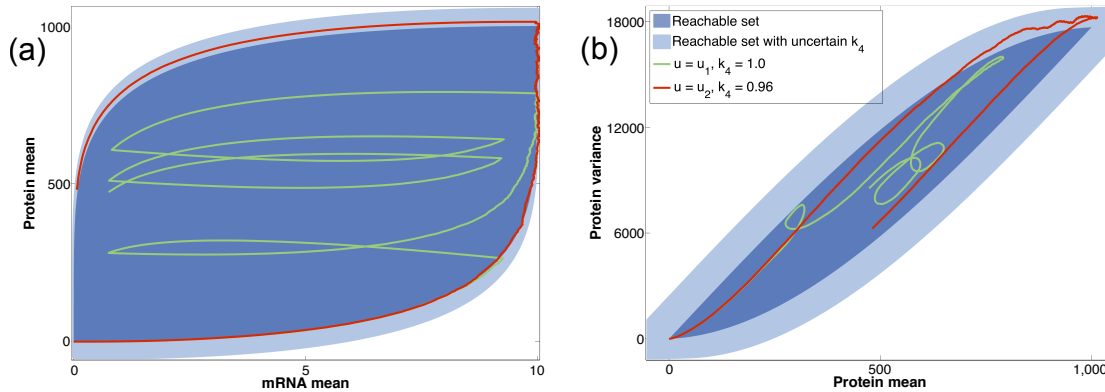 (a)
1000
500
0
Protein mean
0
5
10
mRNA mean
(b)
18000
12000
6000
0
Protein variance
Reachable set
Reachable set with uncertain k₄
u = u₁, k₄ = 1.0
u = u₂, k₄ = 0.96
0
500
1,000
Protein mean